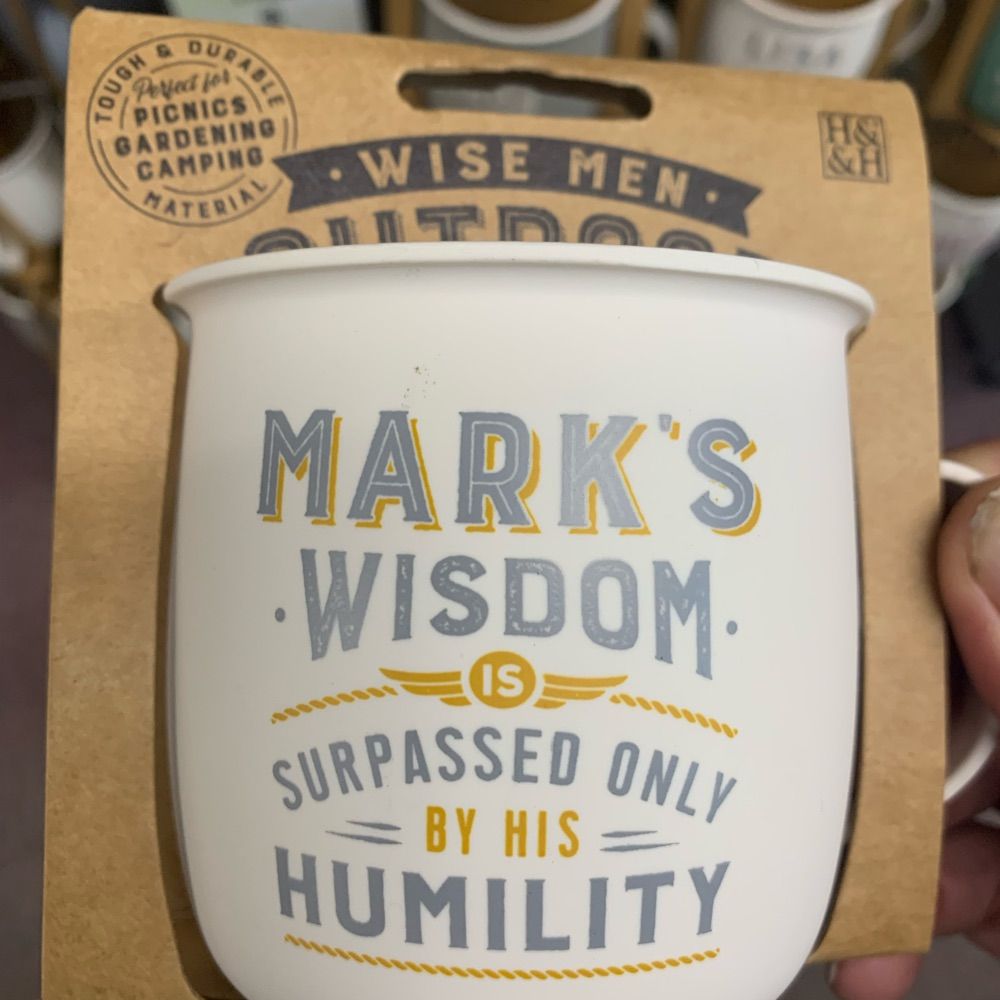 TOUGH & DURABLE
Perfect for
PICNICS
GARDENING
CAMPING
MATERIAL
H&
&H
· WISE MEN ·
MARK'S
· WISDOM ·
IS
SURPASSED ONLY
BY HIS
HUMILITY